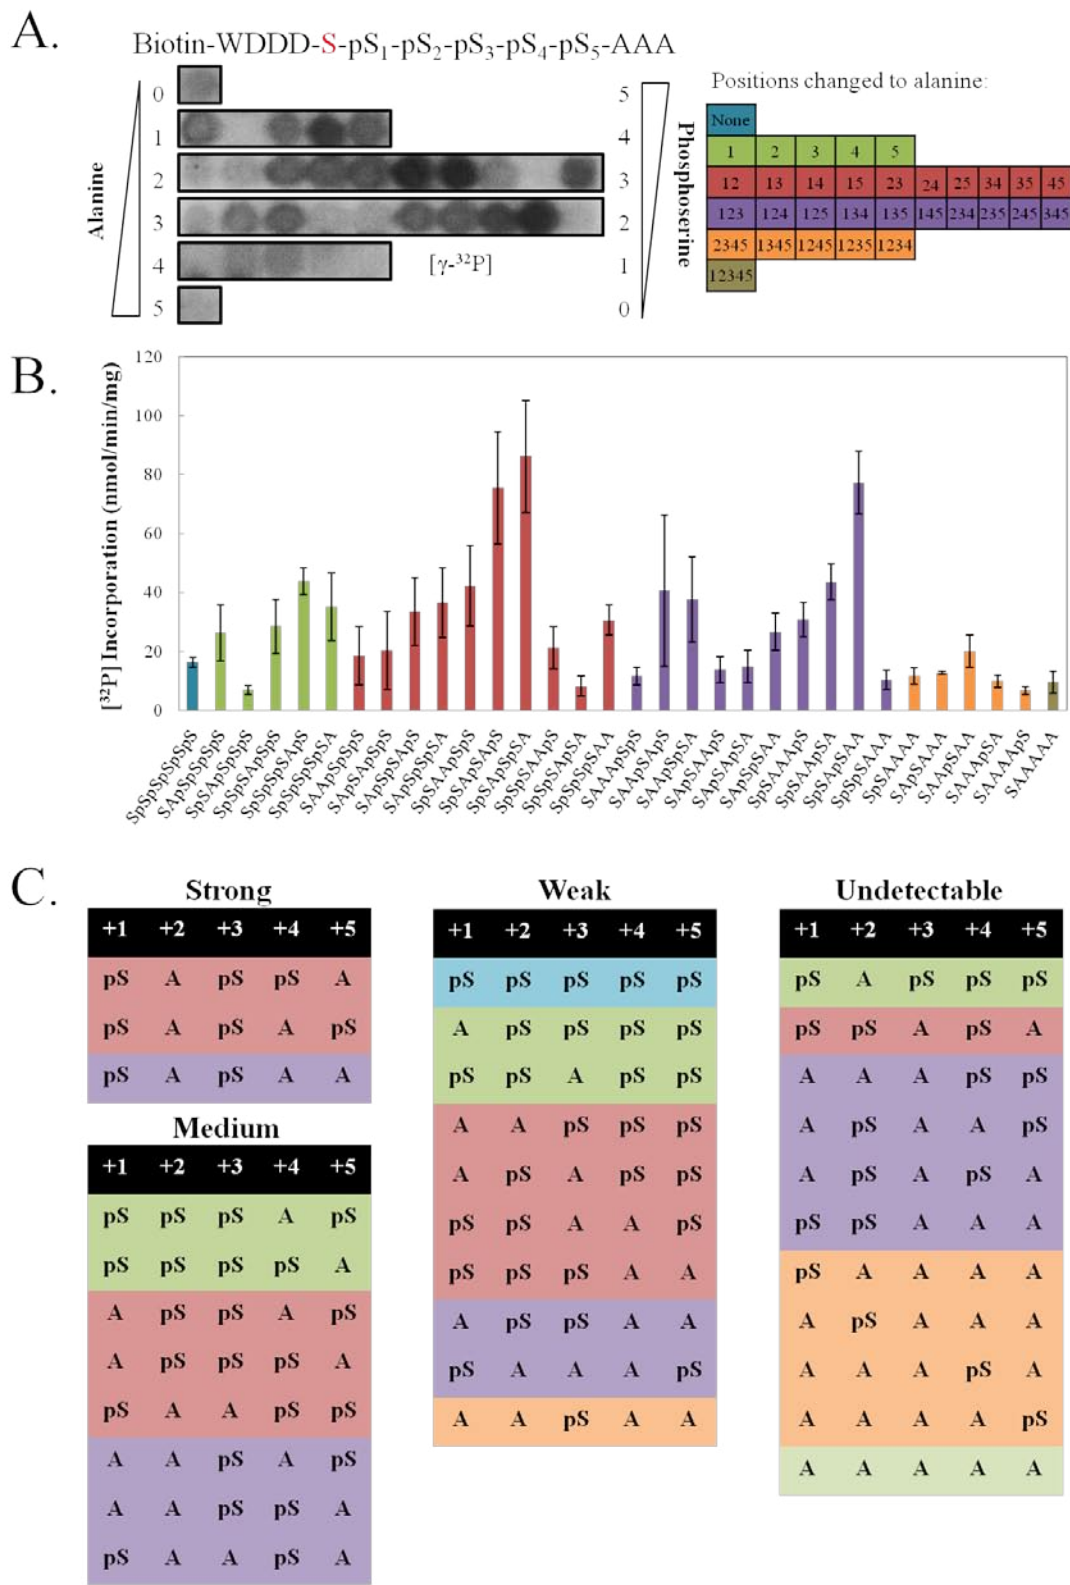 A.
Biotin-WDDD-S-pS1-pS2-pS3-pS4-pS5-AAA
Alanine
0
1
2
3
4
5
[γ-32P]
5
4
3
2
1
0
Phosphoserine
Positions changed to alanine:
None
1 2 3 4 5
12 13 14 15 23 24 25 34 35 45
123 124 125 134 135 145 234 235 245 345
2345 1345 1245 1235 1234
12345
B.
[32P] Incorporation (nmol/min/mg)
120
100
80
60
40
20
0
SpSpSpSpSpS
SApSpSpSpS
SpSApSpSpS
SpSpSApSpS
SpSpSpSApS
SpSpSpSpSA
SAApSpSpS
SApSApSpS
SApSpSApS
SApSpSpSA
SpSAApSpS
SpSApSApS
SpSApSpSA
SpSpSAApS
SpSpSApSA
SpSpSpSAA
SAAApSpS
SAApSApS
SAApSpSA
SApSAApS
SApSApSA
SApSpSAA
SpSAAApS
SpSAApSA
SpSApSAA
SpSpSAAA
SpSAAAA
SApSAAA
SAApSAA
SAAApSA
SAAAApS
SAAAAA
C.
Strong
+1 +2 +3 +4 +5
pS A pS pS A
pS A pS A pS
pS A pS A A
Medium
+1 +2 +3 +4 +5
pS pS pS A pS
pS pS pS pS A
A pS pS A pS
A pS pS pS A
pS A A pS pS
A A pS A pS
A A pS pS A
pS A A pS A
Weak
+1 +2 +3 +4 +5
pS pS pS pS pS
A pS pS pS pS
pS pS A pS pS
A A pS pS pS
A pS A pS pS
pS pS A A pS
pS pS pS A A
A pS pS A A
pS A A A pS
A A pS A A
Undetectable
+1 +2 +3 +4 +5
pS A pS pS pS
pS pS A pS A
A A A pS pS
A pS A A pS
A pS A pS A
pS pS A A A
pS A A A A
A pS A A A
A A A pS A
A A A A pS
A A A A A